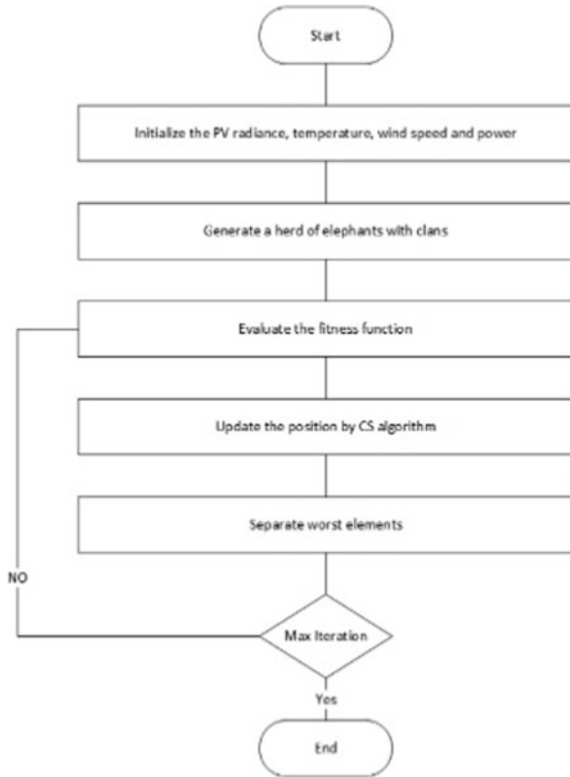 Start
Initialize the PV radiance, temperature, wind speed and power
Generate a herd of elephants with clans
Evaluate the fitness function
Update the position by CS algorithm
Separate worst elements
NO
Max Iteration
Yes
End